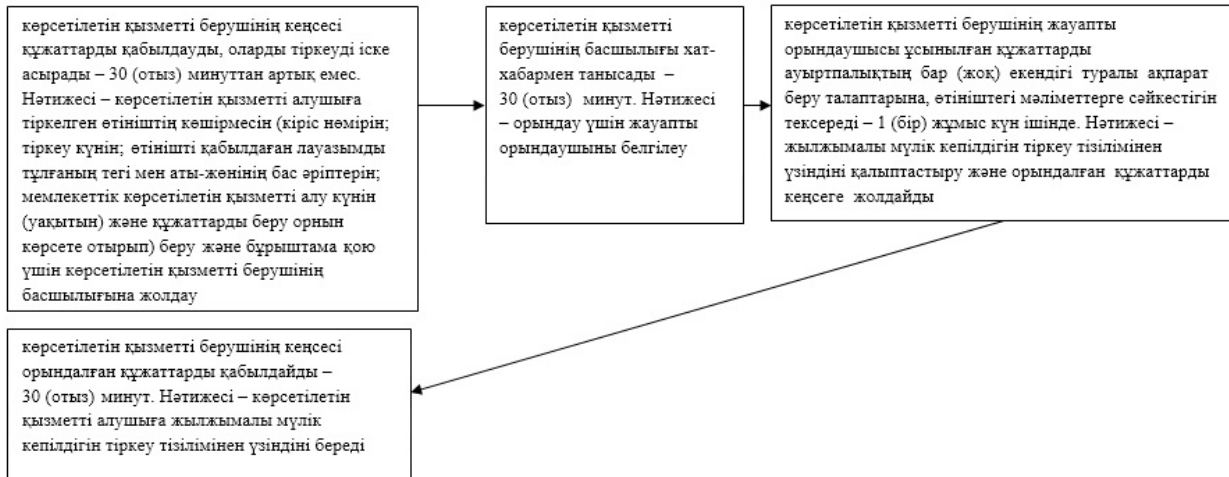 көрсетілетін қызметті берушінің кеңсесі
құжаттарды қабылдауды, оларды тіркеуді іске
асырады – 30 (отыз) минуттан артық емес.
Нәтижесі – көрсетілетін қызметті алушыға
тіркелген өтініштің көшірмесін (кіріс нөмірін;
тіркеу күнін; өтінішті қабылдаған лауазымды
тұлғаның тегі мен аты-жөнінің бас әріптерін;
мемлекеттік көрсетілетін қызметті алу күнін
(уақытын) және құжаттарды беру орнын
көрсете отырып) беру және бұрыштама қою
үшін көрсетілетін қызметті берушінің
басшылығына жолдау
көрсетілетін қызметті
берушінің басшылығы хат-
хабармен танысады –
30 (отыз) минут. Нәтижесі
– орындау үшін жауапты
орындаушыны белгілеу
көрсетілетін қызметті берушінің жауапты
орындаушысы ұсынылған құжаттарды
ауыртпалықтың бар (жоқ) екендігі туралы ақпарат
беру талаптарына, өтініштегі мәліметтерге сәйкестігін
тексереді – 1 (бір) жұмыс күн ішінде. Нәтижесі –
жылжымалы мүлік кепілдігін тіркеу тізілімінен
үзіндіні қалыптастыру және орындалған құжаттарды
кеңсеге жолдайды
көрсетілетін қызметті берушінің кеңсесі
орындалған құжаттарды қабылдайды –
30 (отыз) минут. Нәтижесі – көрсетілетін
қызметті алушыға жылжымалы мүлік
кепілдігін тіркеу тізілімінен үзіндіні береді